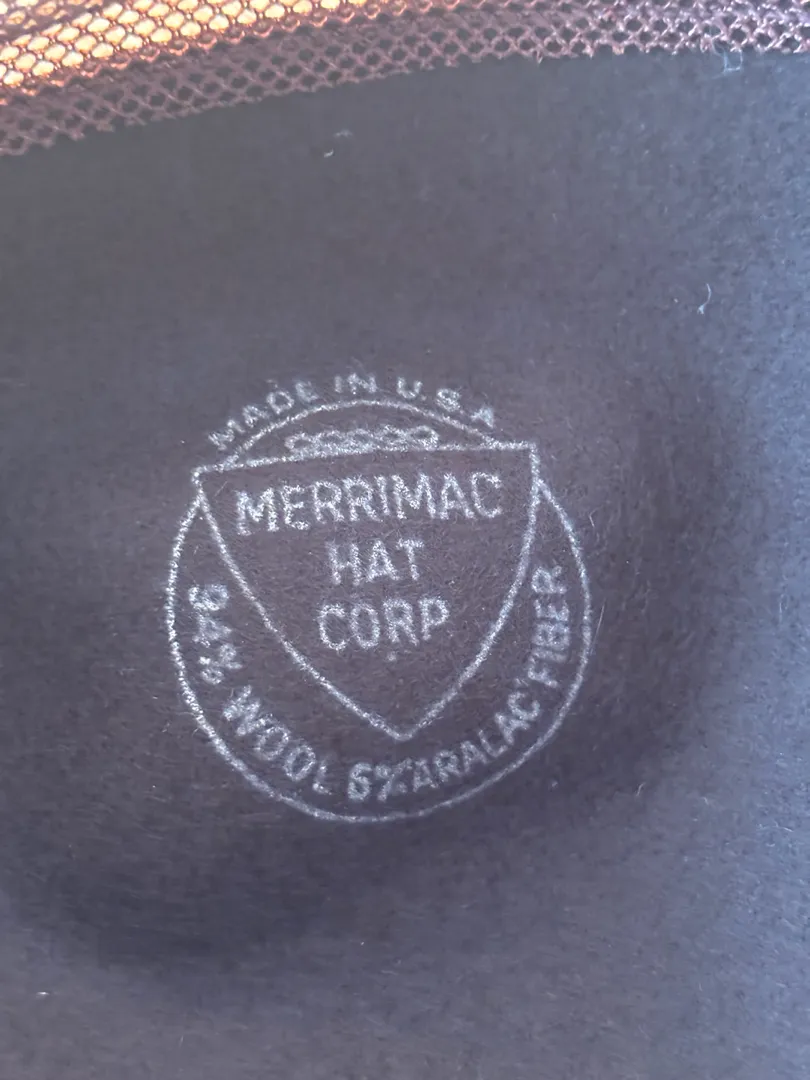 MADE IN U.S.A
MERRIMAC
HAT
CORP
94% WOOL 6% ARALAC FIBER